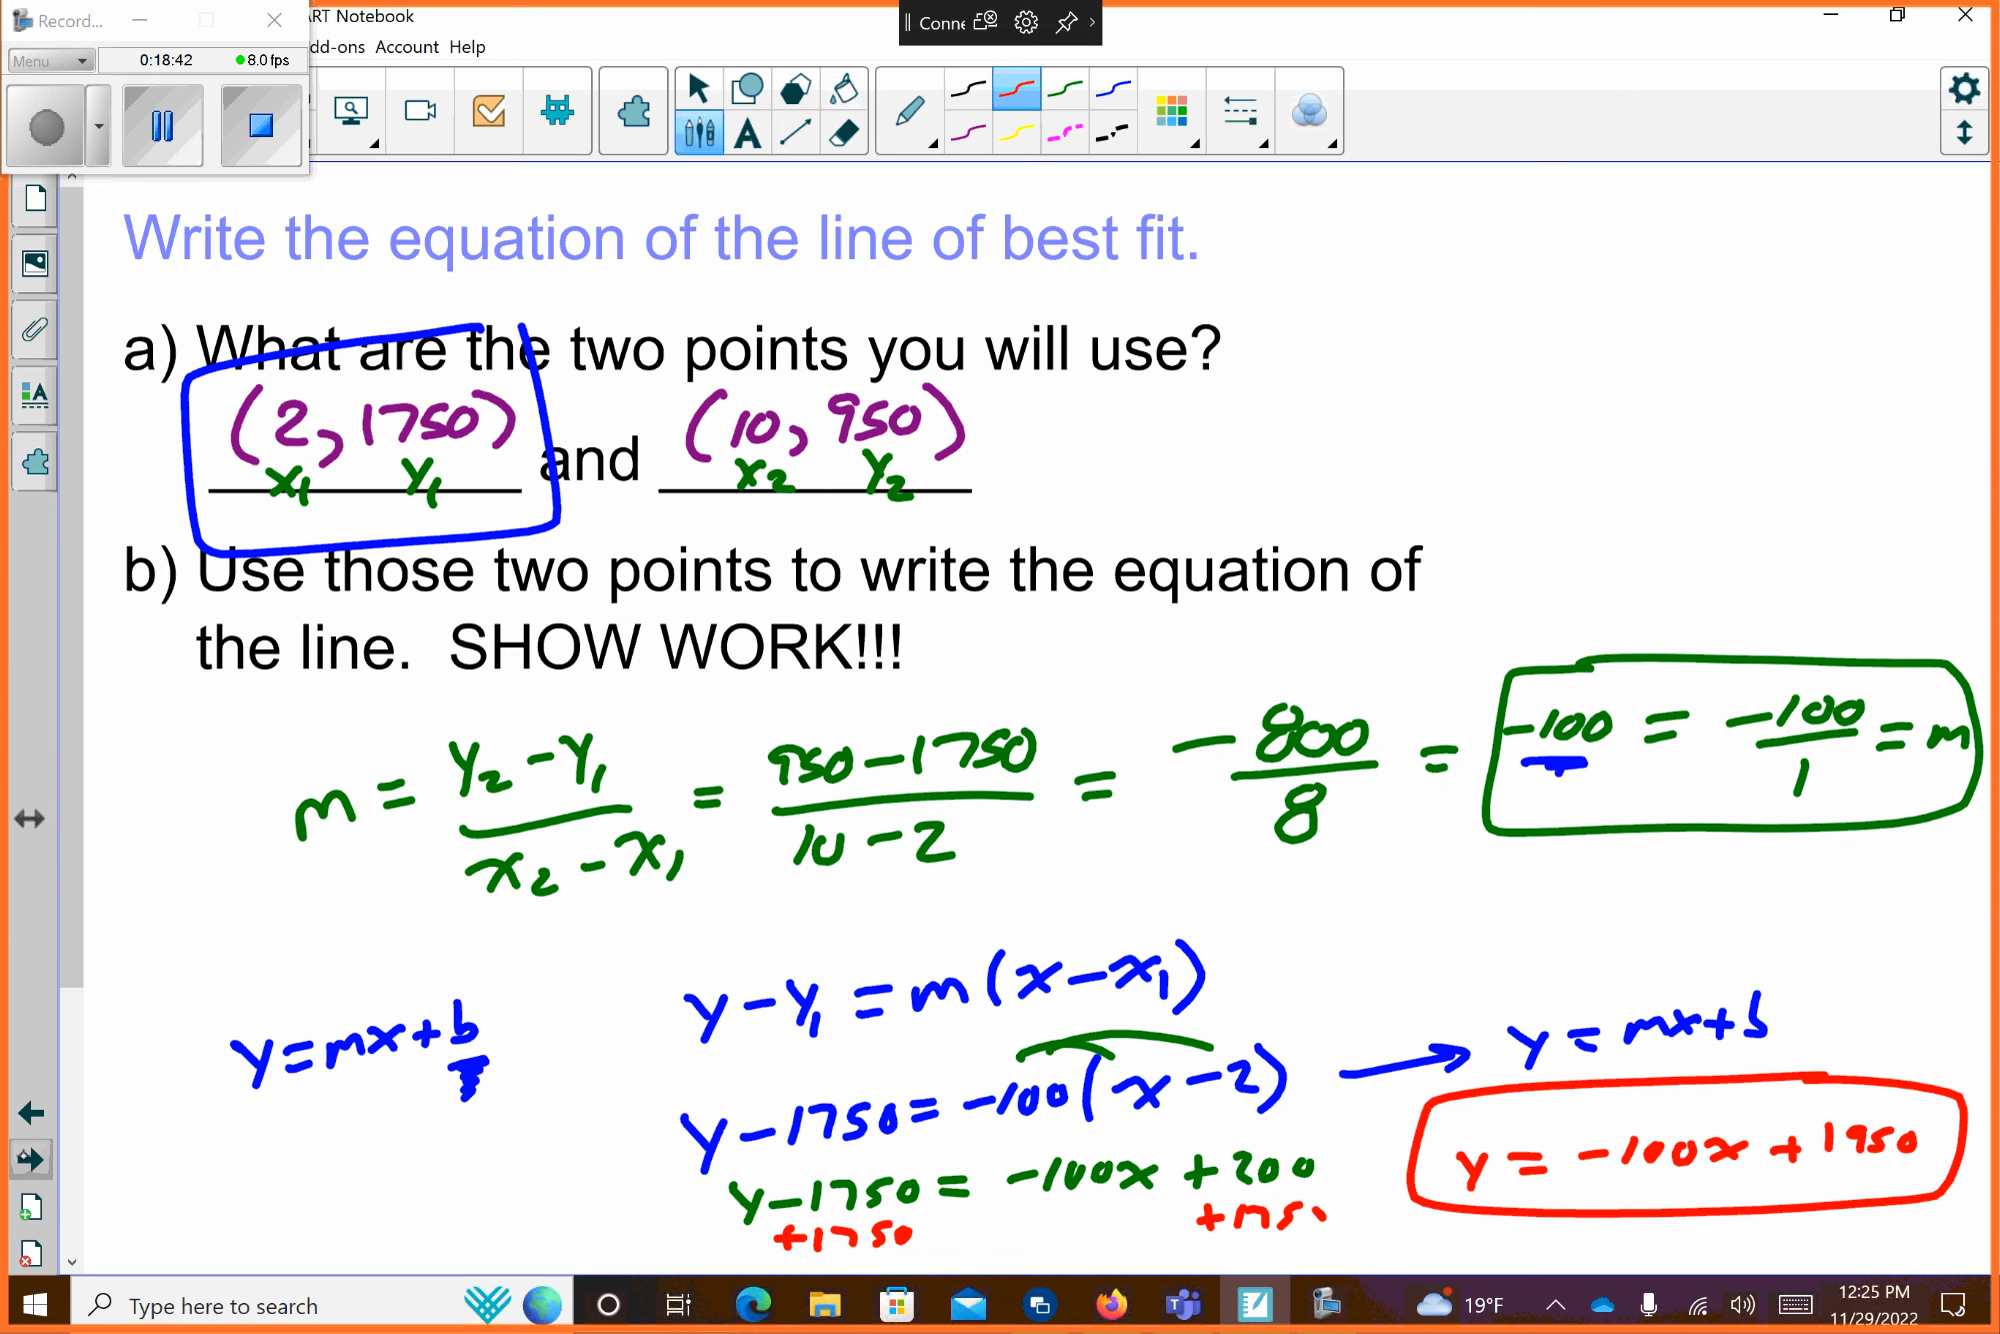 Record...
ART Notebook
Conne
Menu
0:18:42
8.0 fps
dd-ons Account Help
Write the equation of the line of best fit.
a) What are the two points you will use?
(2, 1750) and (10, 950)
x₁ y₁ x₂ y₂
b) Use those two points to write the equation of
the line. SHOW WORK!!!
m = y₂ - y₁ / x₂ - x₁ = 950 - 1750 / 10 - 2 = -800 / 8 = -100 = -100 / 1 = m
y = mx + b
y - y₁ = m(x - x₁)
y - 1750 = -100(x - 2) → y = mx + b
y - 1750 = -100x + 200
+1750 +175
y = -100x + 1950
Type here to search
19°F
12:25 PM
11/29/2022